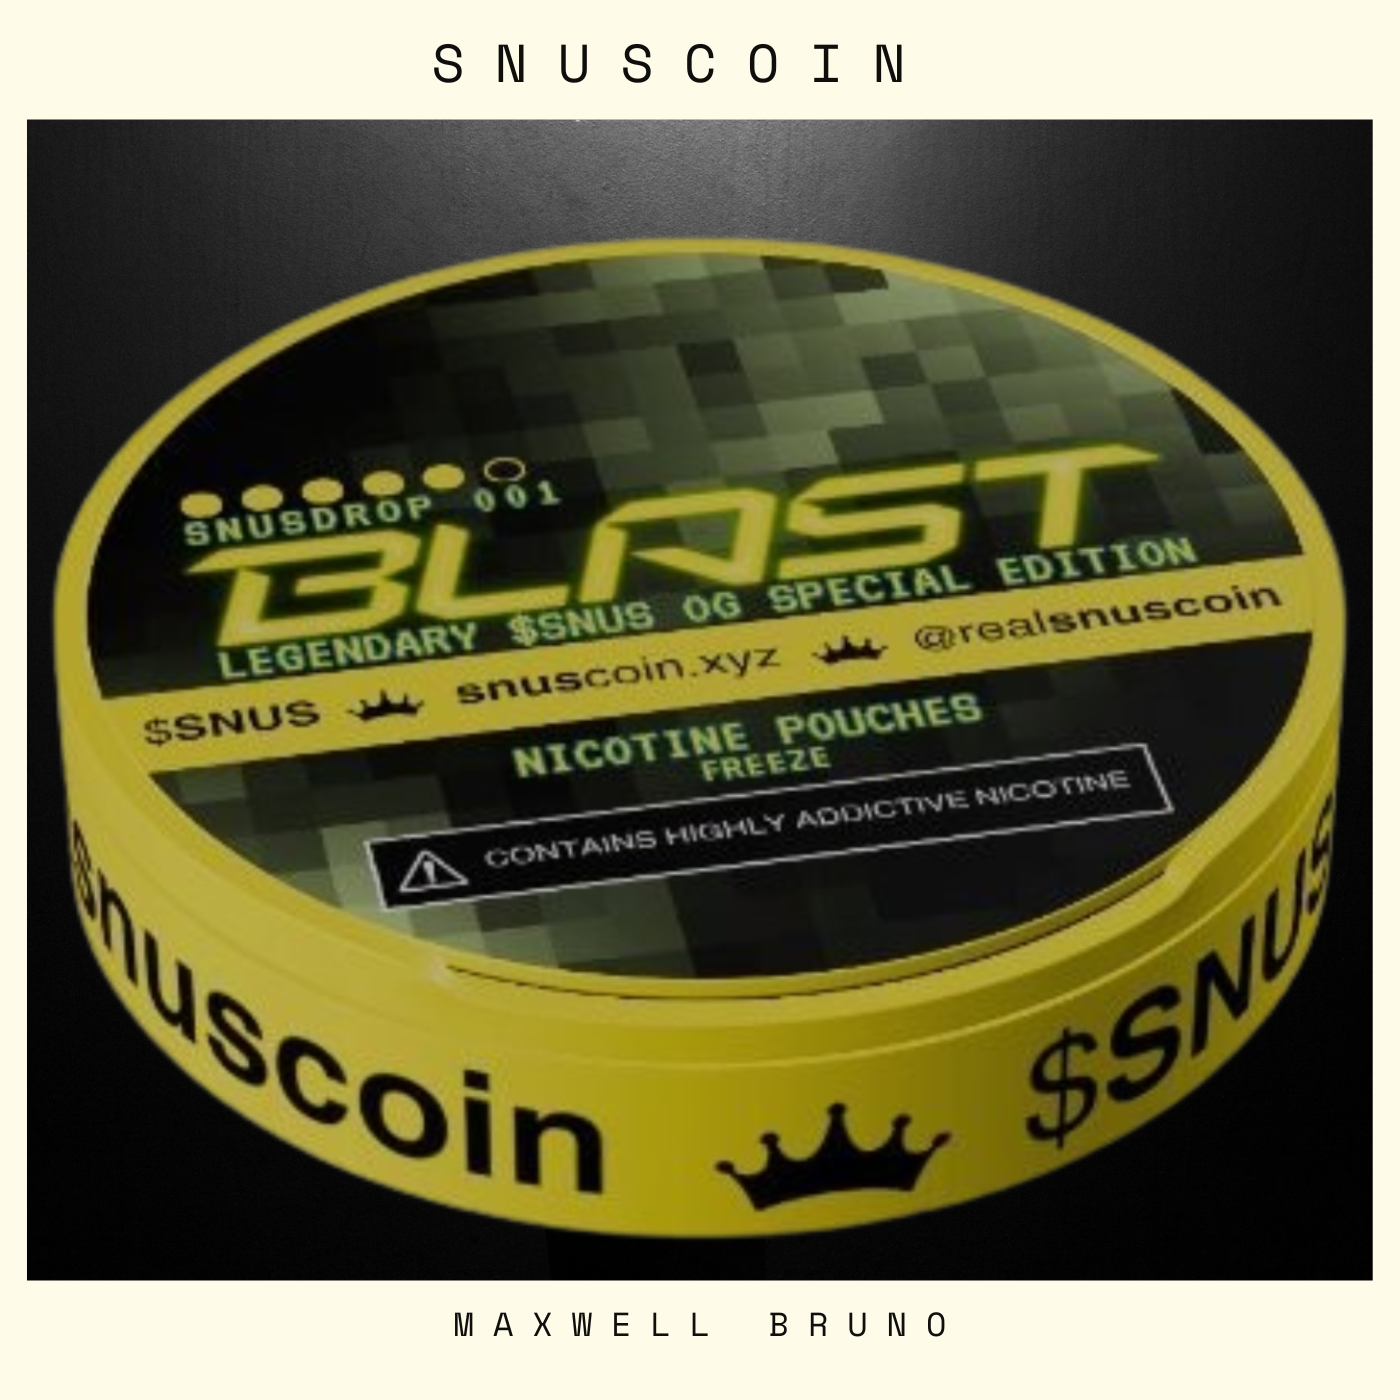 SNUSCOIN
SNUSDROP 001
BLAST
LEGENDARY $SNUS OG SPECIAL EDITION
$SNUS snuscoin.xyz @realsnuscoin
NICOTINE POUCHES
FREEZE
CONTAINS HIGHLY ADDICTIVE NICOTINE
snuscoin $SNUS
MAXWELL BRUNO